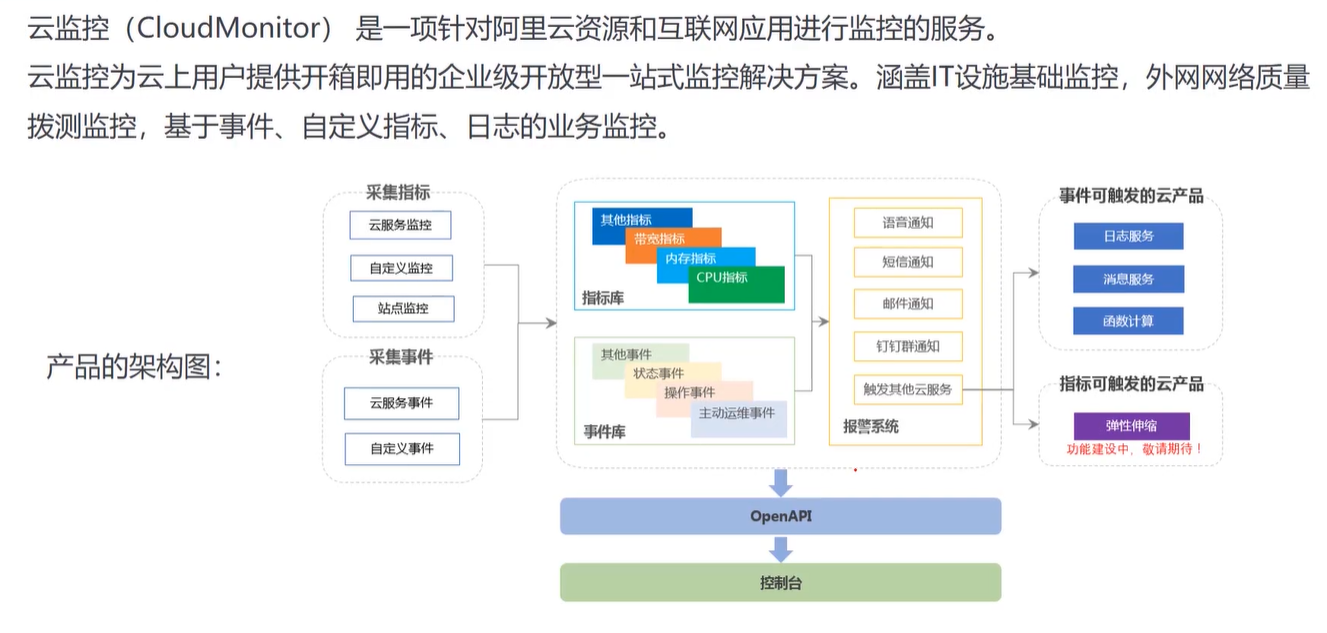 云监控（CloudMonitor） 是一项针对阿里云资源和互联网应用进行监控的服务。
云监控为云上用户提供开箱即用的企业级开放型一站式监控解决方案。涵盖IT设施基础监控，外网网络质量
拨测监控，基于事件、自定义指标、日志的业务监控。
产品的架构图：
采集指标
云服务监控
自定义监控
站点监控
采集事件
云服务事件
自定义事件
其他指标
带宽指标
内存指标
CPU指标
指标库
其他事件
状态事件
操作事件
主动运维事件
事件库
语音通知
短信通知
邮件通知
钉钉群通知
触发其他云服务
报警系统
事件可触发的云产品
日志服务
消息服务
函数计算
指标可触发的云产品
弹性伸缩
功能建设中，敬请期待！
OpenAPI
控制台